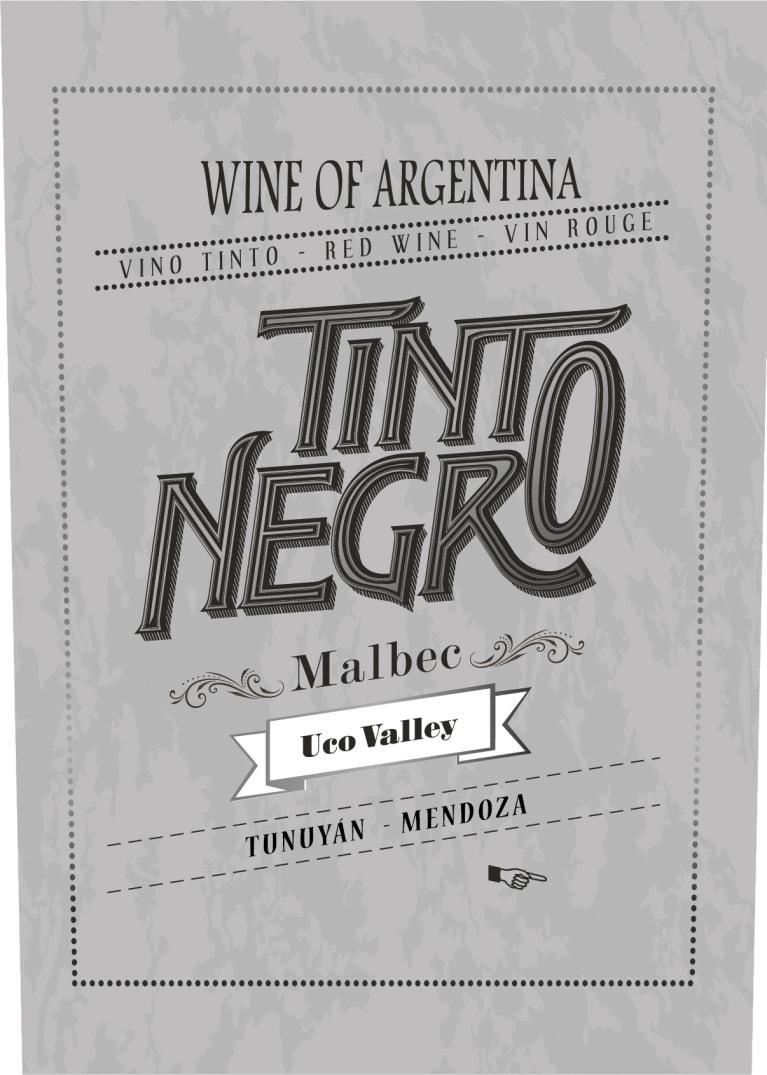 WINE OF ARGENTINA
VINO TINTO - RED WINE - VIN ROUGE
TINTO
NEGRO
Malbec
Uco Valley
TUNUYÁN - MENDOZA